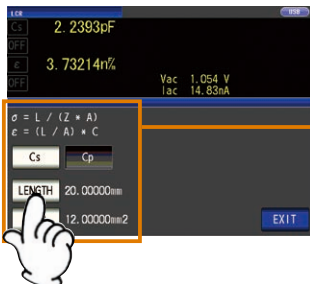 LCR USB
Cs 2.2393pF
OFF
ε 3.73214n%
OFF
Vac 1.054 V
Iac 14.83nA
σ = L / (Z * A)
ε = (L / A) * C
Cs Cp
LENGTH 20.00000mm
12.00000mm2
EXIT